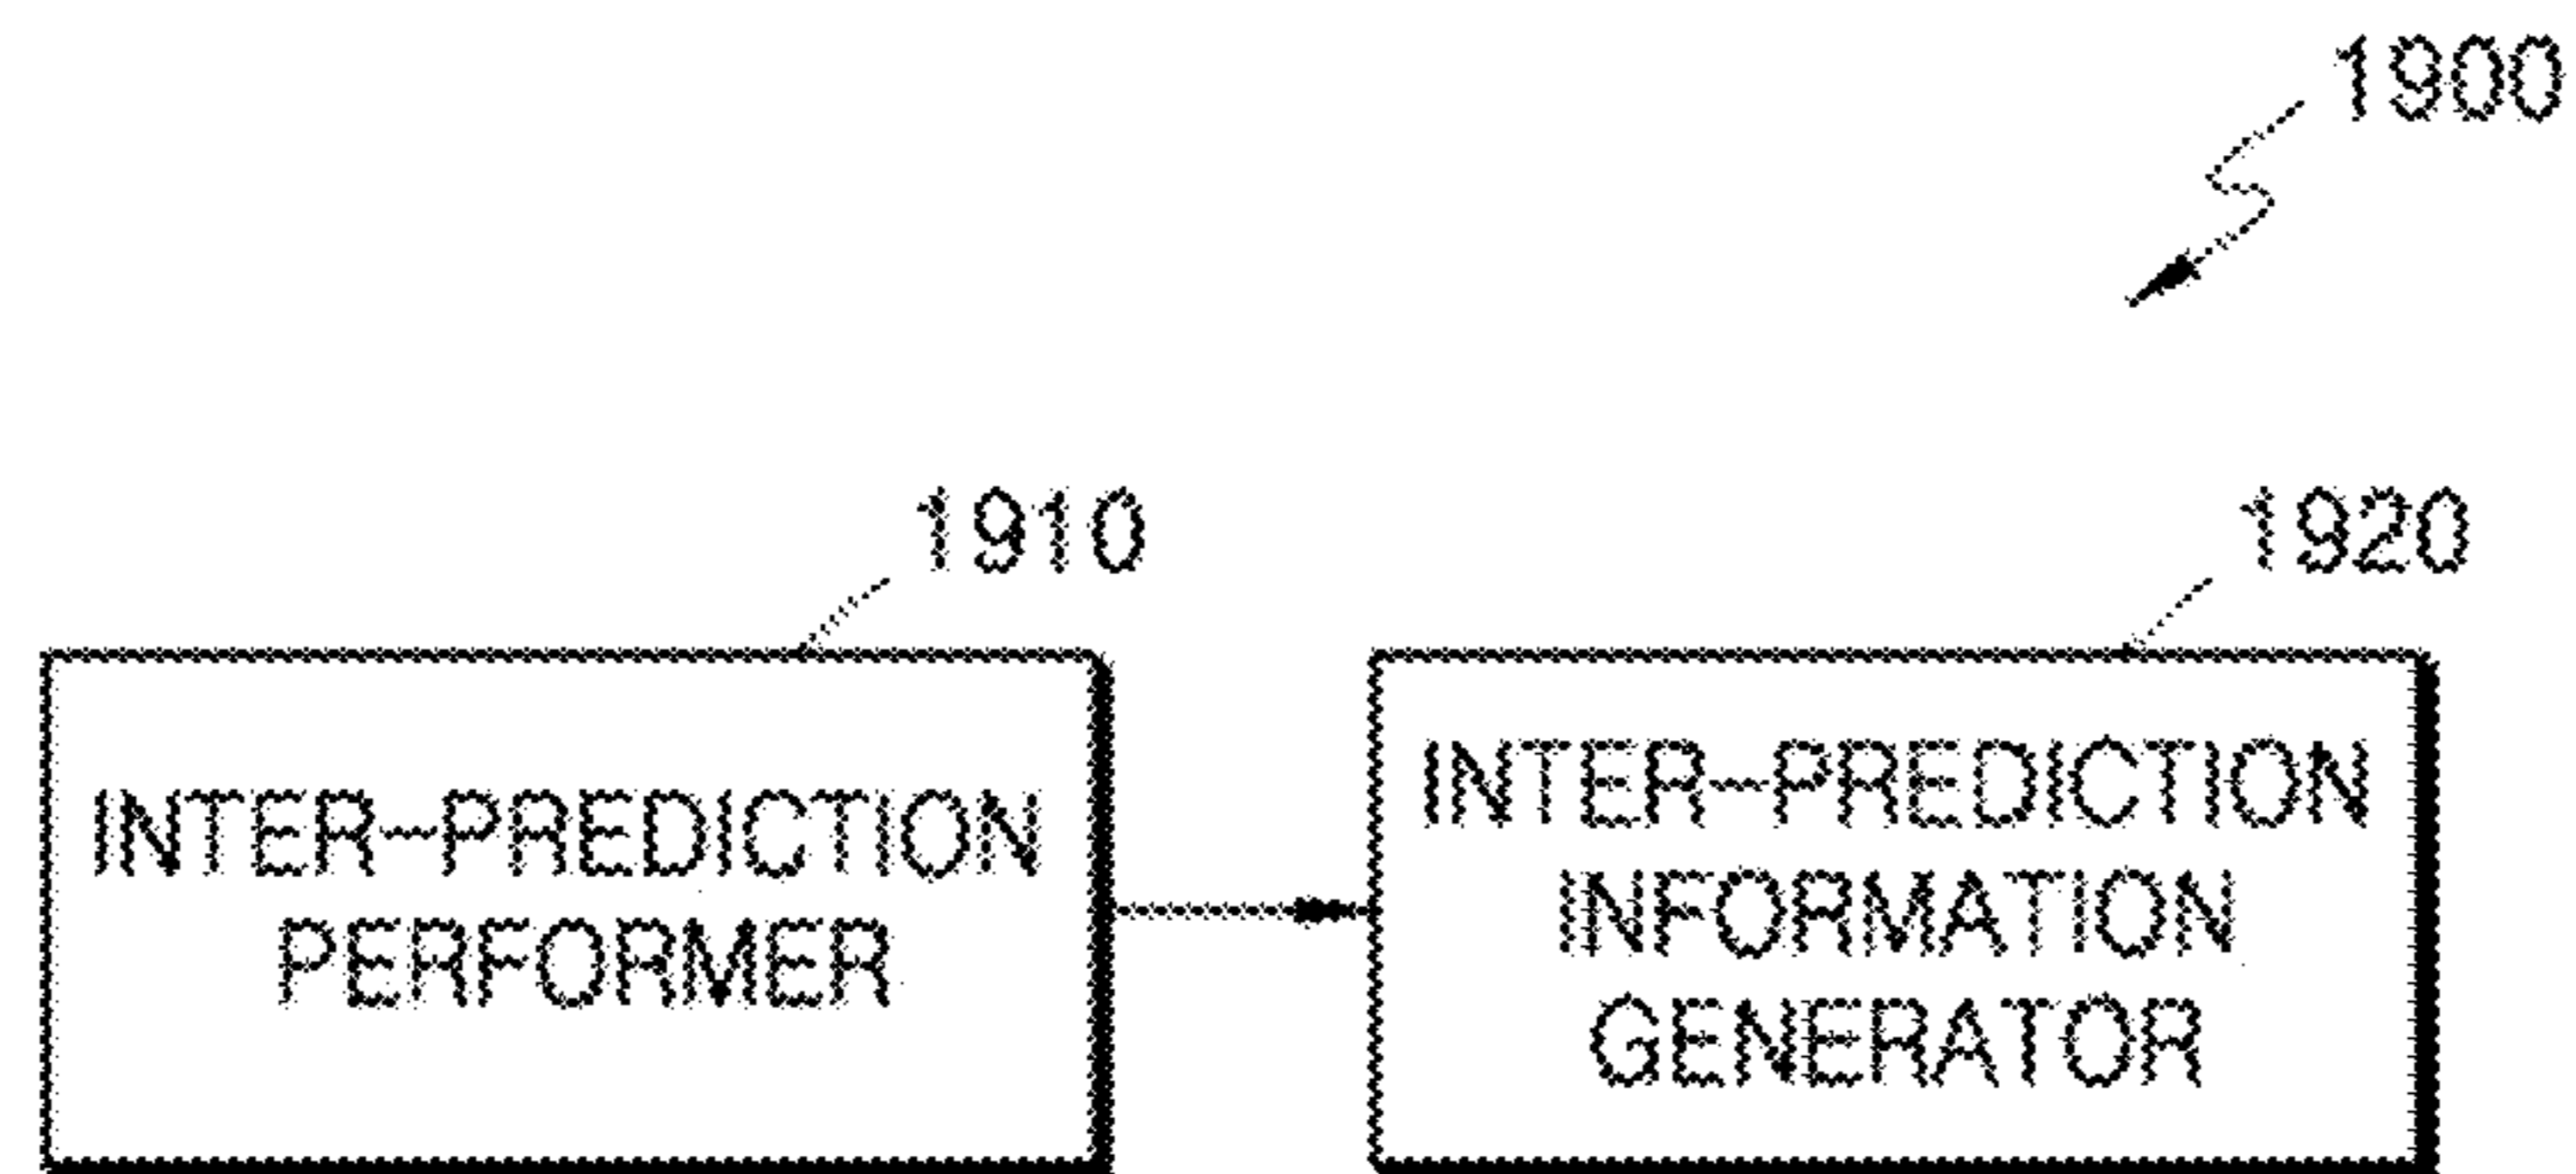 1900
1910
1920
INTER-PREDICTION
PERFORMER
INTER-PREDICTION
INFORMATION
GENERATOR